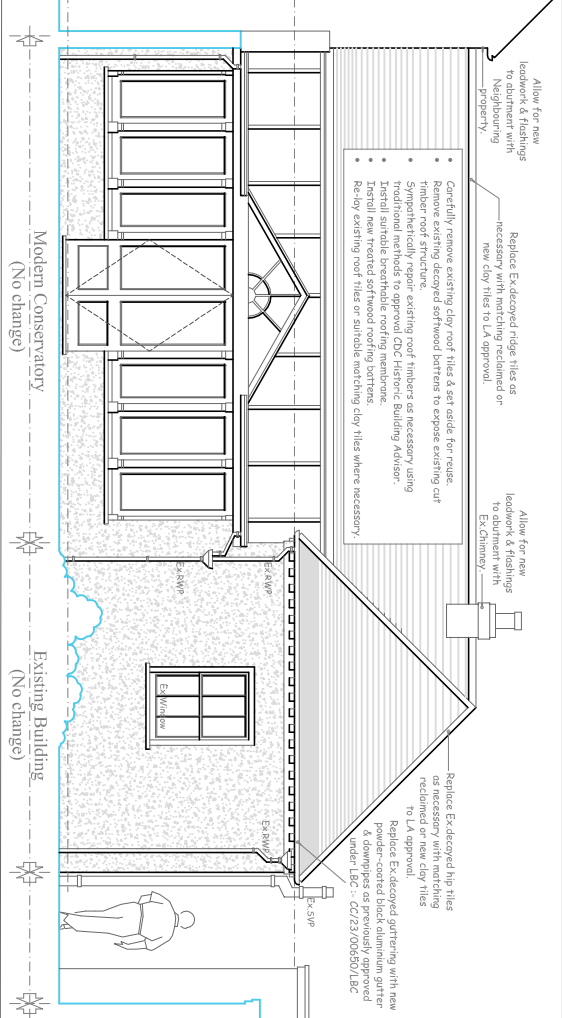 Allow for new
leadwork & flashings
to abutment with
Neighbouring
property.
Replace Ex.decayed ridge tiles as
necessary with matching reclaimed or
new clay tiles to LA approval.
Allow for new
leadwork & flashings
to abutment with
Ex.Chimney.
• Carefully remove existing clay roof tiles & set aside for reuse.
• Remove existing decayed softwood battens to expose existing cut
timber roof structure.
• Sympathetically repair existing roof timbers as necessary using
traditional methods to approval CDC Historic Building Advisor.
• Install suitable breathable roofing membrane.
• Install new treated softwood roofing battens.
• Re-lay existing roof tiles or suitable matching clay tiles where necessary.
Replace Ex.decayed hip tiles
as necessary with matching
reclaimed or new clay tiles
to LA approval.
Replace Ex.decayed guttering with new
powder-coated black aluminium gutter
& downpipes as previously approved
under LBC :- CC/23/00650/LBC
Ex.SVP
Ex.RWP
Ex.RWP
Ex.RWP
Ex.Window
Modern Conservatory
(No change)
Existing Building
(No change)